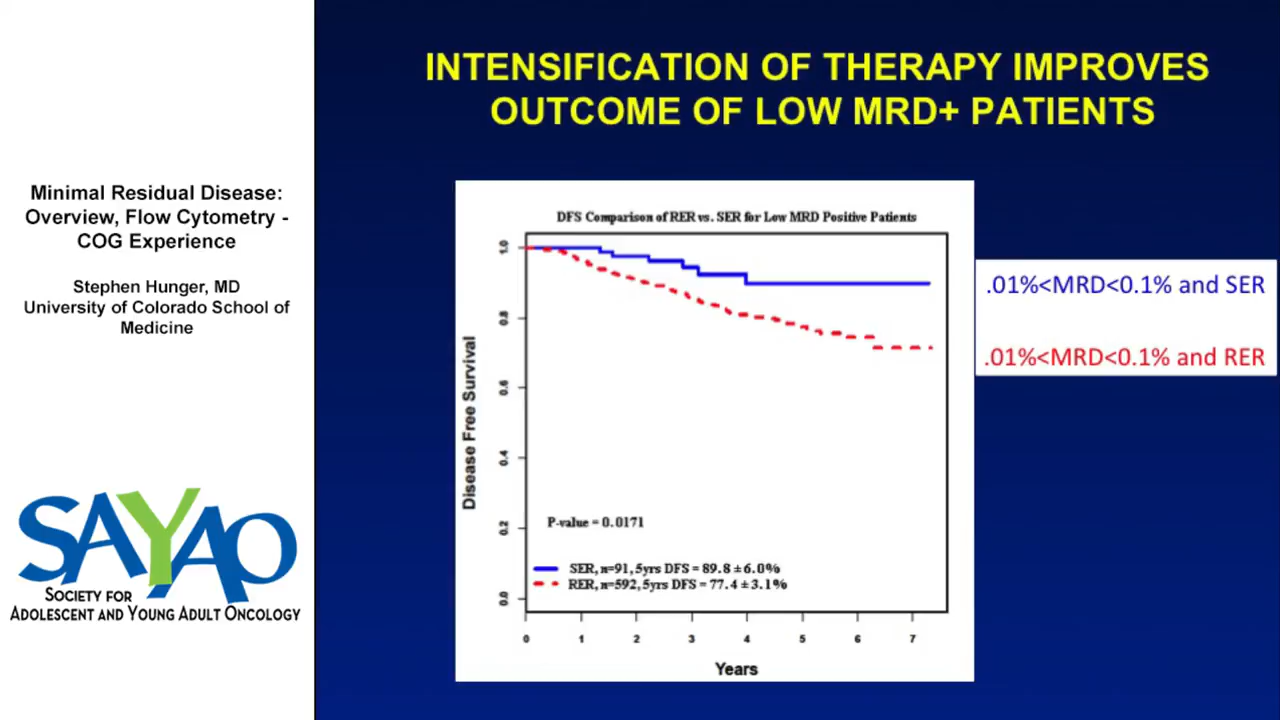 INTENSIFICATION OF THERAPY IMPROVES
OUTCOME OF LOW MRD+ PATIENTS
Minimal Residual Disease:
Overview, Flow Cytometry -
COG Experience
Stephen Hunger, MD
University of Colorado School of
Medicine
SAYAO
SOCIETY FOR
ADOLESCENT AND YOUNG ADULT ONCOLOGY
DFS Comparison of RER vs. SER for Low MRD Positive Patients
Disease Free Survival
1.0
0.8
0.6
0.4
0.2
0.0
P-value = 0.0171
SER, n=91, 5yrs DFS = 89.8 ± 6.0%
RER, n=592, 5yrs DFS = 77.4 ± 3.1%
0 1 2 3 4 5 6 7
Years
.01%<MRD<0.1% and SER
.01%<MRD<0.1% and RER